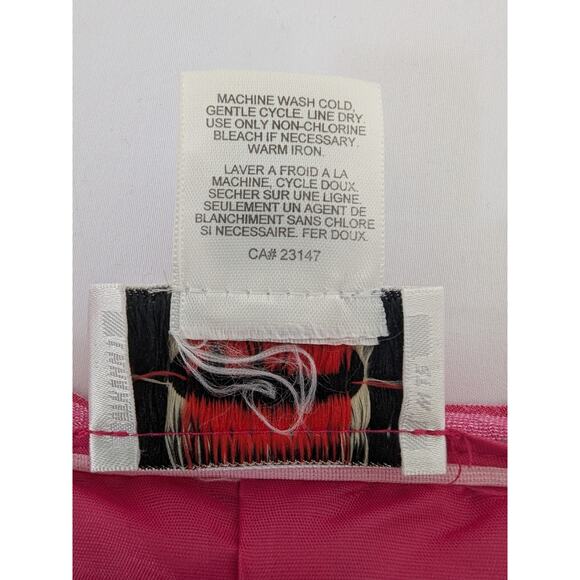 MACHINE WASH COLD,
GENTLE CYCLE. LINE DRY.
USE ONLY NON-CHLORINE
BLEACH IF NECESSARY.
WARM IRON.
LAVER A FROID A LA
MACHINE, CYCLE DOUX.
SECHER SUR UNE LIGNE.
SEULEMENT UN AGENT DE
BLANCHIMENT SANS CHLORE
SI NECESSAIRE. FER DOUX.
CA# 23147